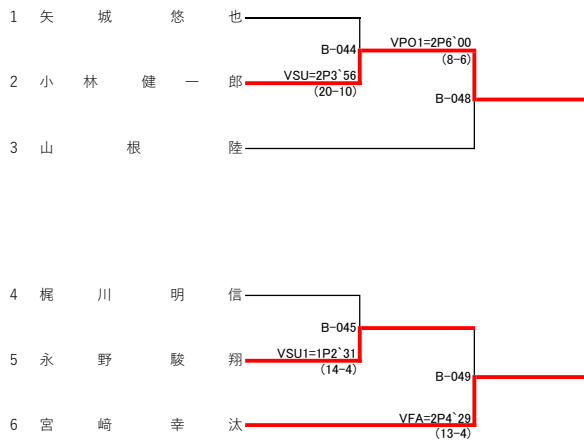 1 矢城悠也
B-044
VPO1=2P6`00
(8-6)
2 小林健一郎
VSU=2P3`56
(20-10)
B-048
3 山根陸
4 梶川明信
B-045
5 永野駿翔
VSU1=1P2`31
(14-4)
B-049
6 宮﨑幸汰
VFA=2P4`29
(13-4)